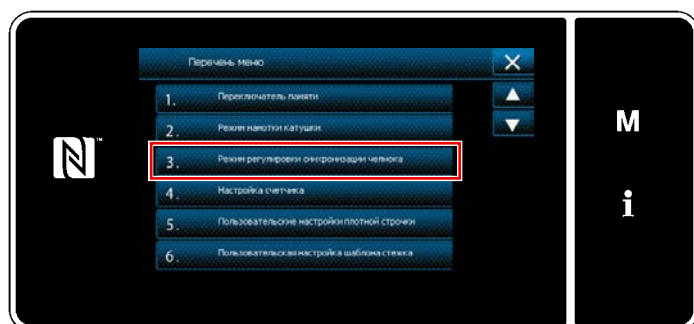 Перечень меню
1. Переключатель памяти
2. Режим намотки катушки
3. Режим регулировки синхронизации челнока
4. Настройка счетчика
5. Пользовательские настройки плотной строчки
6. Пользовательская настройка шаблона стежка
N™
M
i